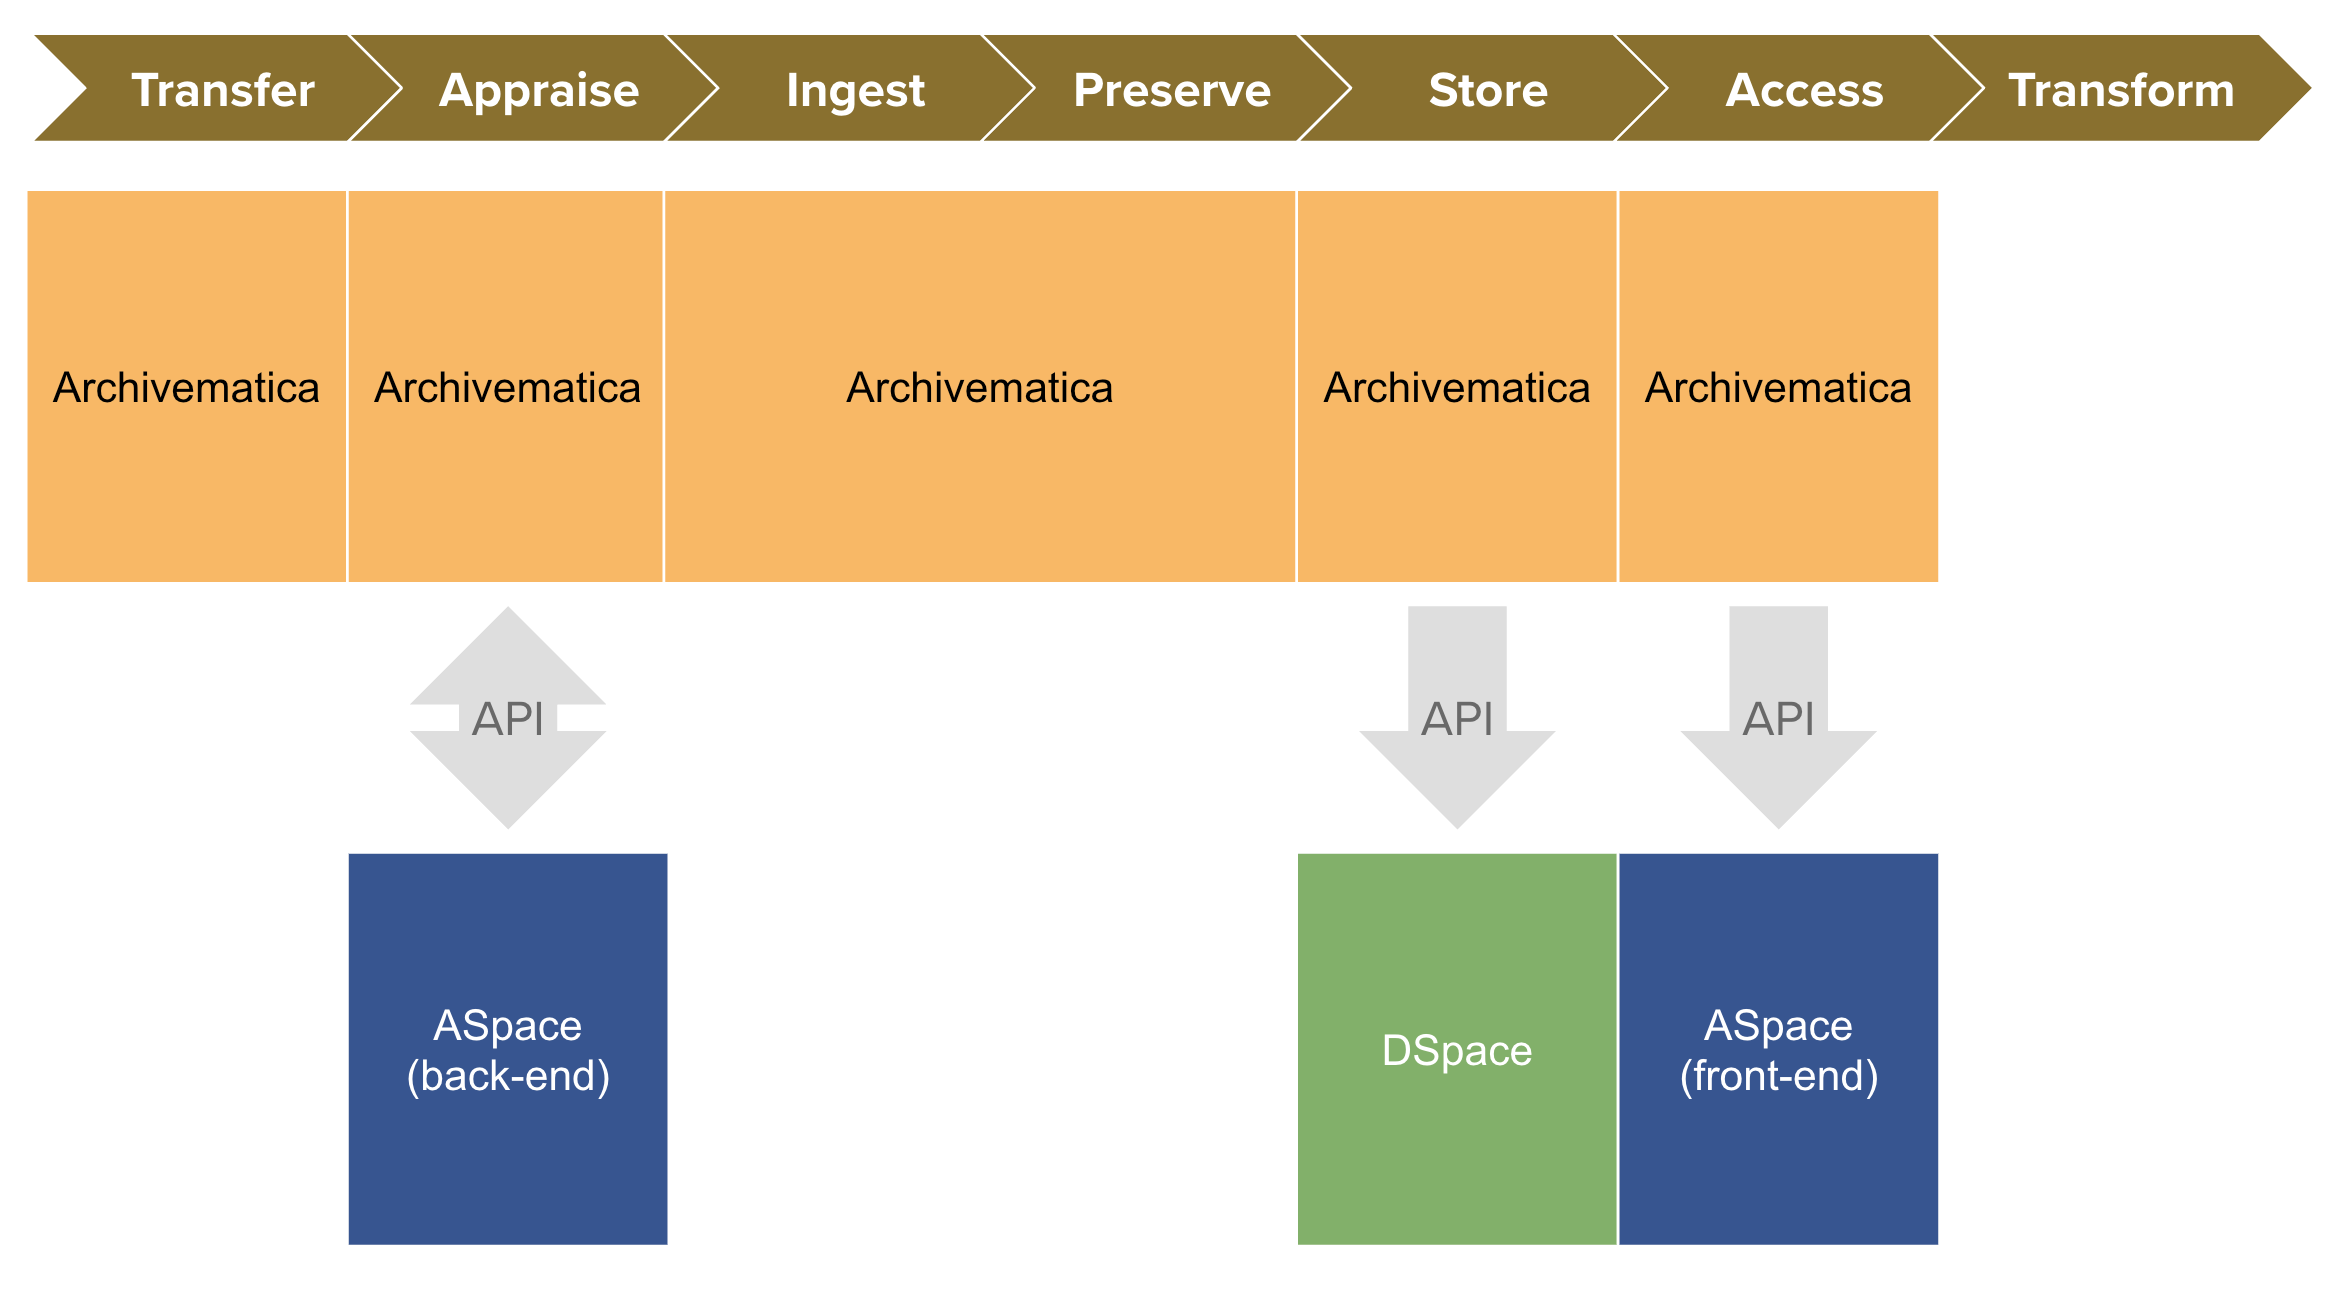 Transfer
Appraise
Ingest
Preserve
Store
Access
Transform
Archivematica
Archivematica
Archivematica
Archivematica
Archivematica
API
API
API
ASpace
(back-end)
DSpace
ASpace
(front-end)